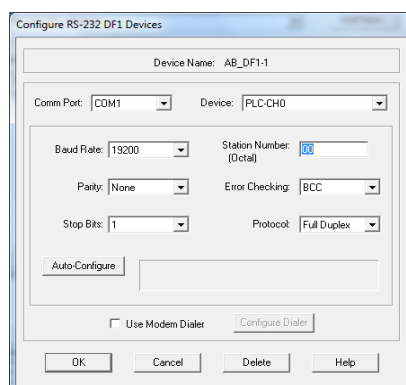 Configure RS-232 DF1 Devices
Device Name: AB_DF1-1
Comm Port: COM1 Device: PLC-CH0
Baud Rate: 19200 Station Number: 00
(Octal)
Parity: None Error Checking: BCC
Stop Bits: 1 Protocol: Full Duplex
Auto-Configure
Use Modem Dialer Configure Dialer
OK Cancel Delete Help